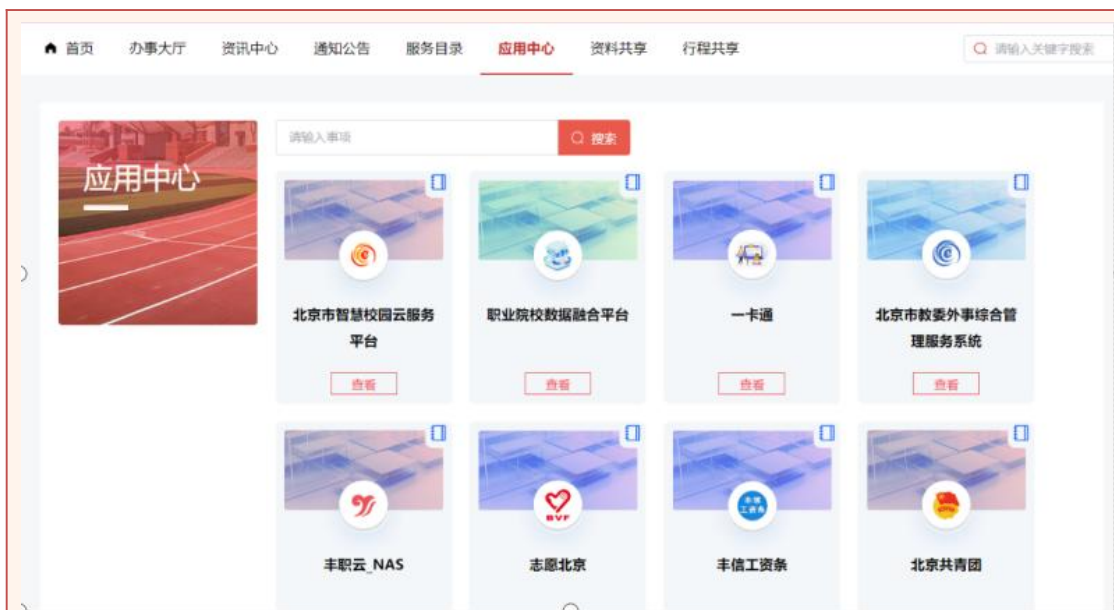 首页 办事大厅 资讯中心 通知公告 服务目录 应用中心 资料共享 行程共享 请输入关键字搜索
应用中心
请输入事项 搜索
北京市智慧校园云服务
平台
职业院校数据融合平台
一卡通
北京市教委外事综合管
理服务系统
查看 查看 查看 查看
BVF
丰信
工资条
丰职云_NAS 志愿北京 丰信工资条 北京共青团